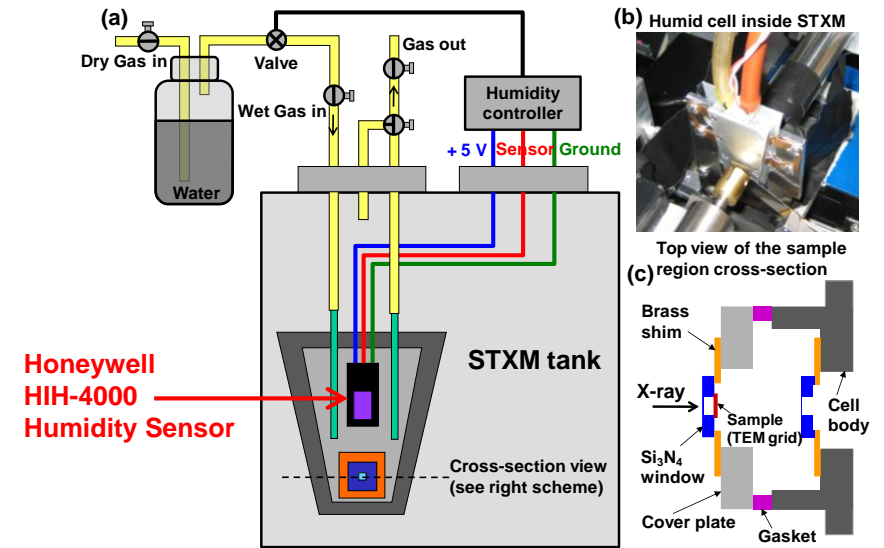 (a)
Dry Gas in
Valve
Gas out
Wet Gas in
Humidity
controller
+ 5 V Sensor Ground
Water
STXM tank
Honeywell
HIH-4000
Humidity Sensor
Cross-section view
(see right scheme)
(b) Humid cell inside STXM
Top view of the sample
region cross-section
(c)
Brass
shim
X-ray
Sample
(TEM grid)
Cell
body
Si₃N₄
window
Cover plate
Gasket